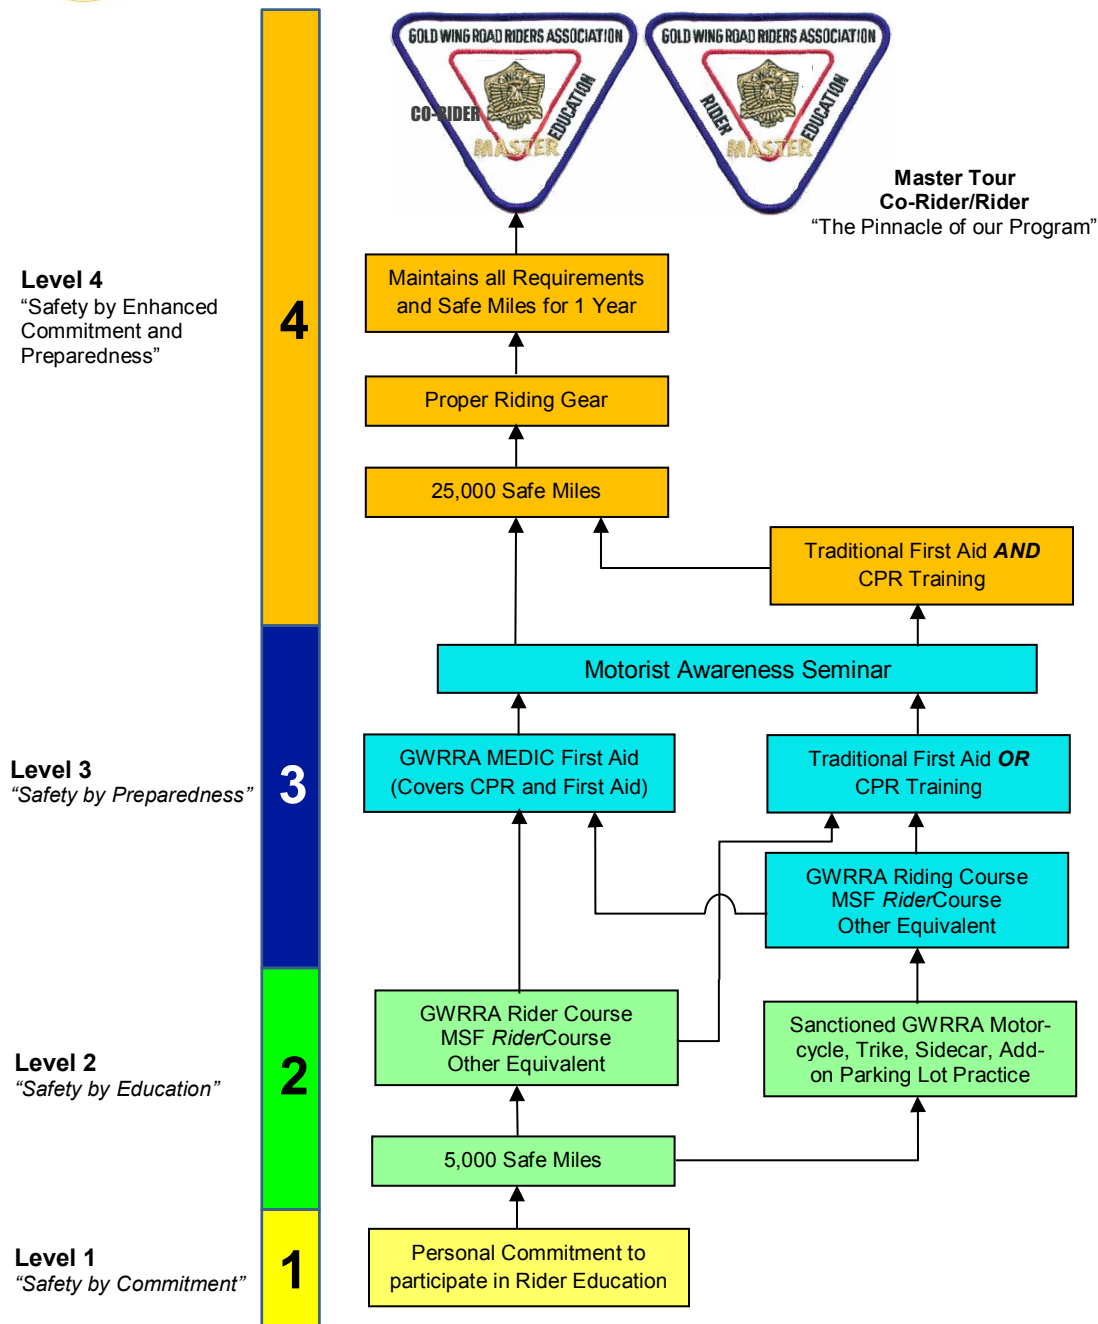 GOLD WING ROAD RIDERS ASSOCIATION
CO-RIDER
EDUCATION
MASTER
GOLD WING ROAD RIDERS ASSOCIATION
RIDER
EDUCATION
MASTER
Master Tour
Co-Rider/Rider
“The Pinnacle of our Program”
Level 4
“Safety by Enhanced
Commitment and
Preparedness”
4
Maintains all Requirements
and Safe Miles for 1 Year
Proper Riding Gear
25,000 Safe Miles
Traditional First Aid AND
CPR Training
Motorist Awareness Seminar
Level 3
“Safety by Preparedness”
3
GWRRA MEDIC First Aid
(Covers CPR and First Aid)
Traditional First Aid OR
CPR Training
GWRRA Riding Course
MSF RiderCourse
Other Equivalent
Level 2
“Safety by Education”
2
GWRRA Rider Course
MSF RiderCourse
Other Equivalent
Sanctioned GWRRA Motor-
cycle, Trike, Sidecar, Add-
on Parking Lot Practice
5,000 Safe Miles
Level 1
“Safety by Commitment”
1
Personal Commitment to
participate in Rider Education